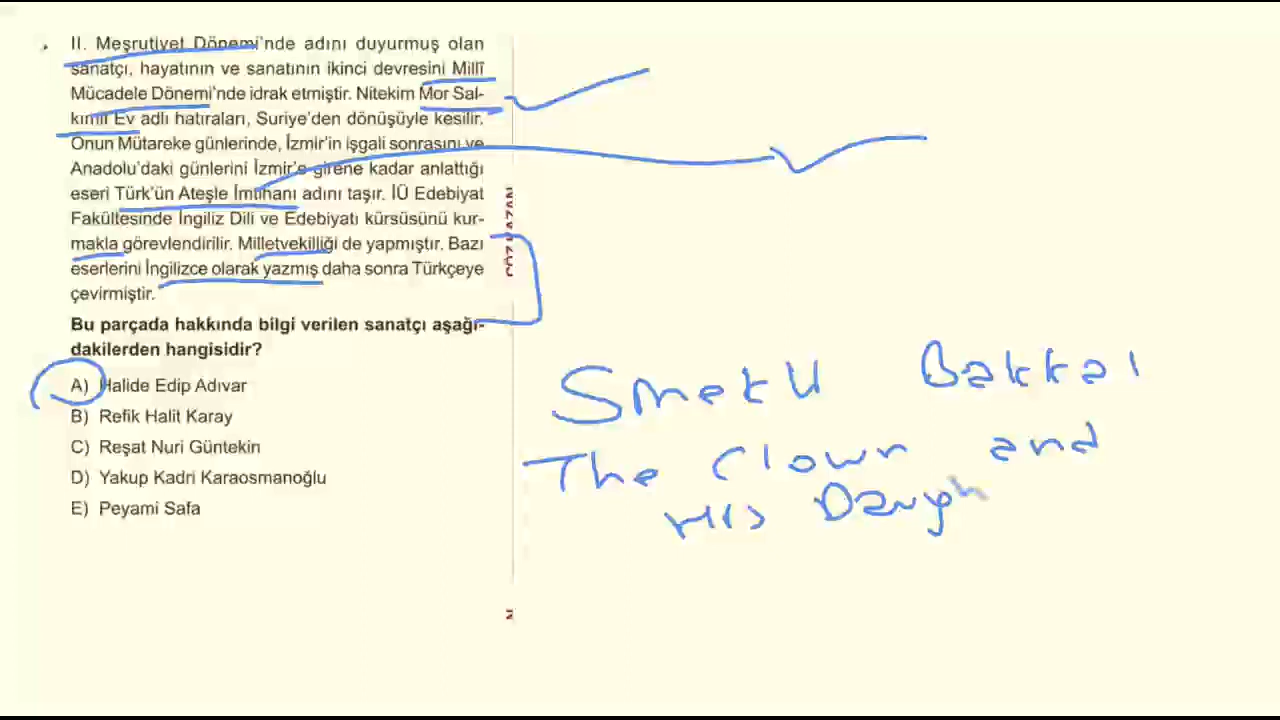 II. Meşrutiyet Dönemi'nde adını duyurmuş olan
sanatçı, hayatının ve sanatının ikinci devresini Millî
Mücadele Dönemi'nde idrak etmiştir. Nitekim Mor Sal-
kımlı Ev adlı hatıraları, Suriye'den dönüşüyle kesilir.
Onun Mütareke günlerinde, İzmir'in işgali sonrasını ve
Anadolu'daki günlerini İzmir'e girene kadar anlattığı
eseri Türk'ün Ateşle İmtihanı adını taşır. İÜ Edebiyat
Fakültesinde İngiliz Dili ve Edebiyatı kürsüsünü kur-
makla görevlendirilir. Milletvekilliği de yapmıştır. Bazı
eserlerini İngilizce olarak yazmış daha sonra Türkçeye
çevirmiştir.
Bu parçada hakkında bilgi verilen sanatçı aşağı-
dakilerden hangisidir?
A) Halide Edip Adıvar
B) Refik Halit Karay
C) Reşat Nuri Güntekin
D) Yakup Kadri Karaosmanoğlu
E) Peyami Safa
Bakkal
The Clown and
His Daugh